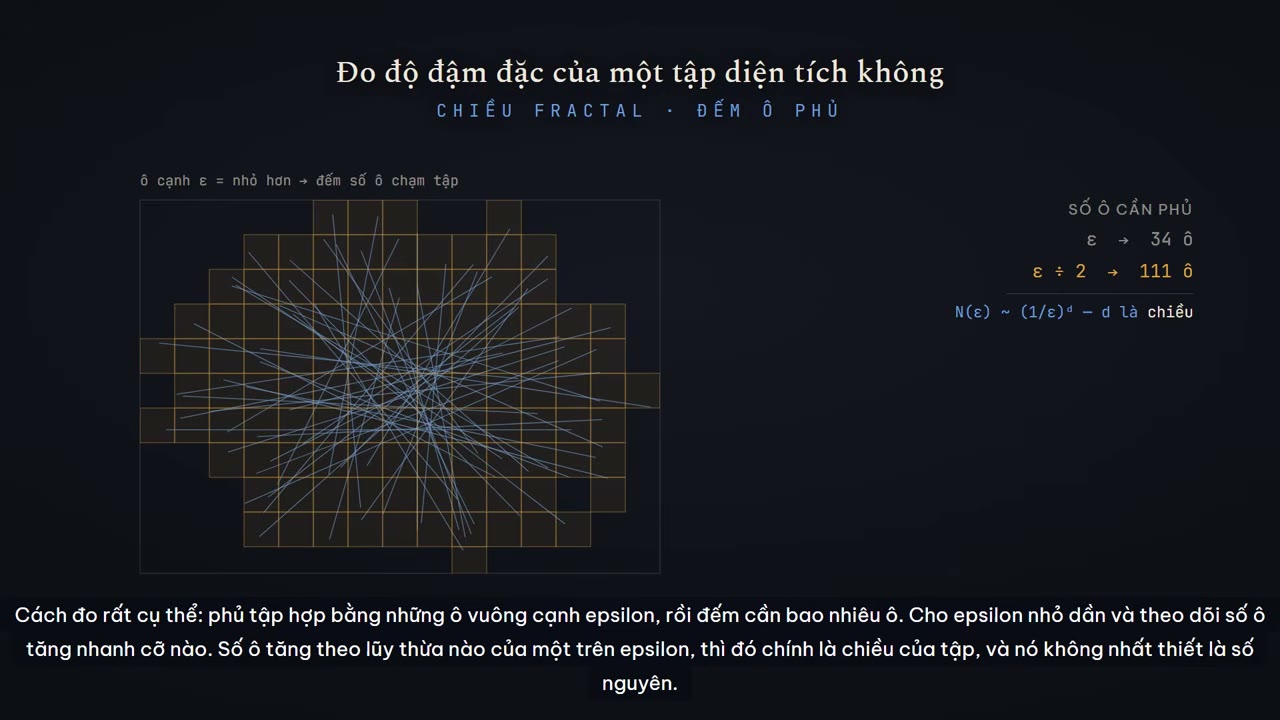 Đo độ đậm đặc của một tập diện tích không
CHIỀU FRACTAL · ĐẾM Ô PHỦ
ô cạnh ε = nhỏ hơn → đếm số ô chạm tập
SỐ Ô CẦN PHỦ
ε → 34 ô
ε ÷ 2 → 111 ô
N(ε) ~ (1/ε)ᵈ — d là chiều
Cách đo rất cụ thể: phủ tập hợp bằng những ô vuông cạnh epsilon, rồi đếm cần bao nhiêu ô. Cho epsilon nhỏ dần và theo dõi số ô
tăng nhanh cỡ nào. Số ô tăng theo lũy thừa nào của một trên epsilon, thì đó chính là chiều của tập, và nó không nhất thiết là số
nguyên.